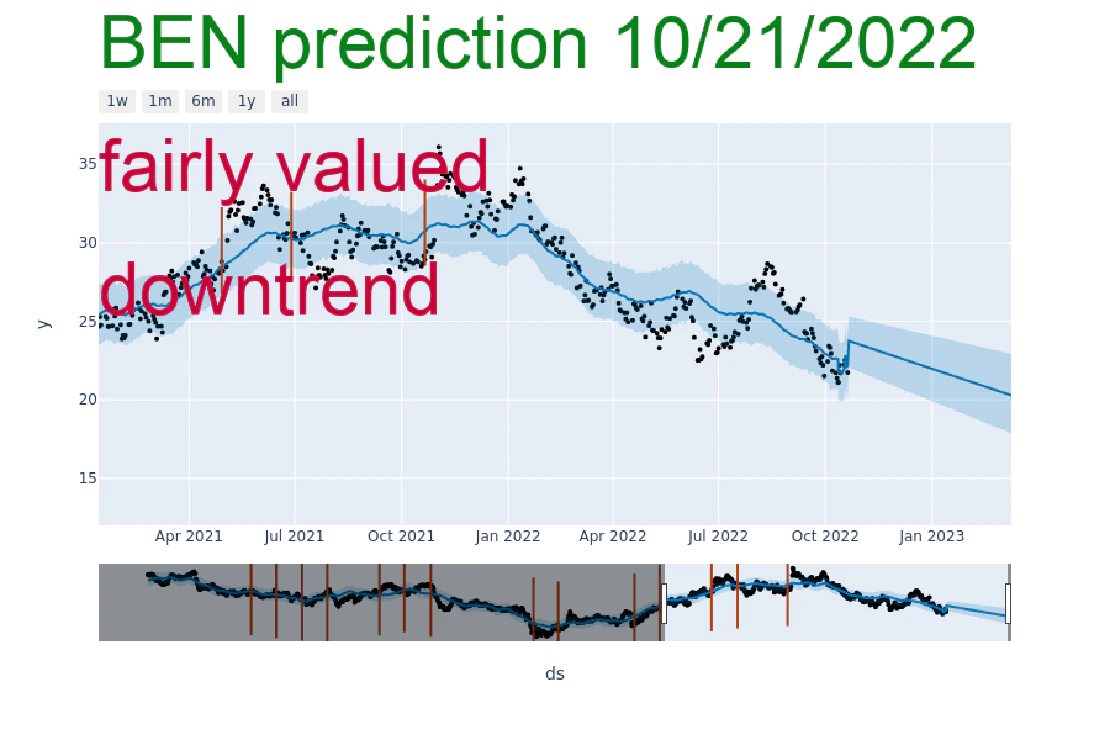 BEN prediction 10/21/2022
1w 1m 6m 1y all
fairly valued
downtrend
35
30
25
20
15
y
Apr 2021 Jul 2021 Oct 2021 Jan 2022 Apr 2022 Jul 2022 Oct 2022 Jan 2023
ds